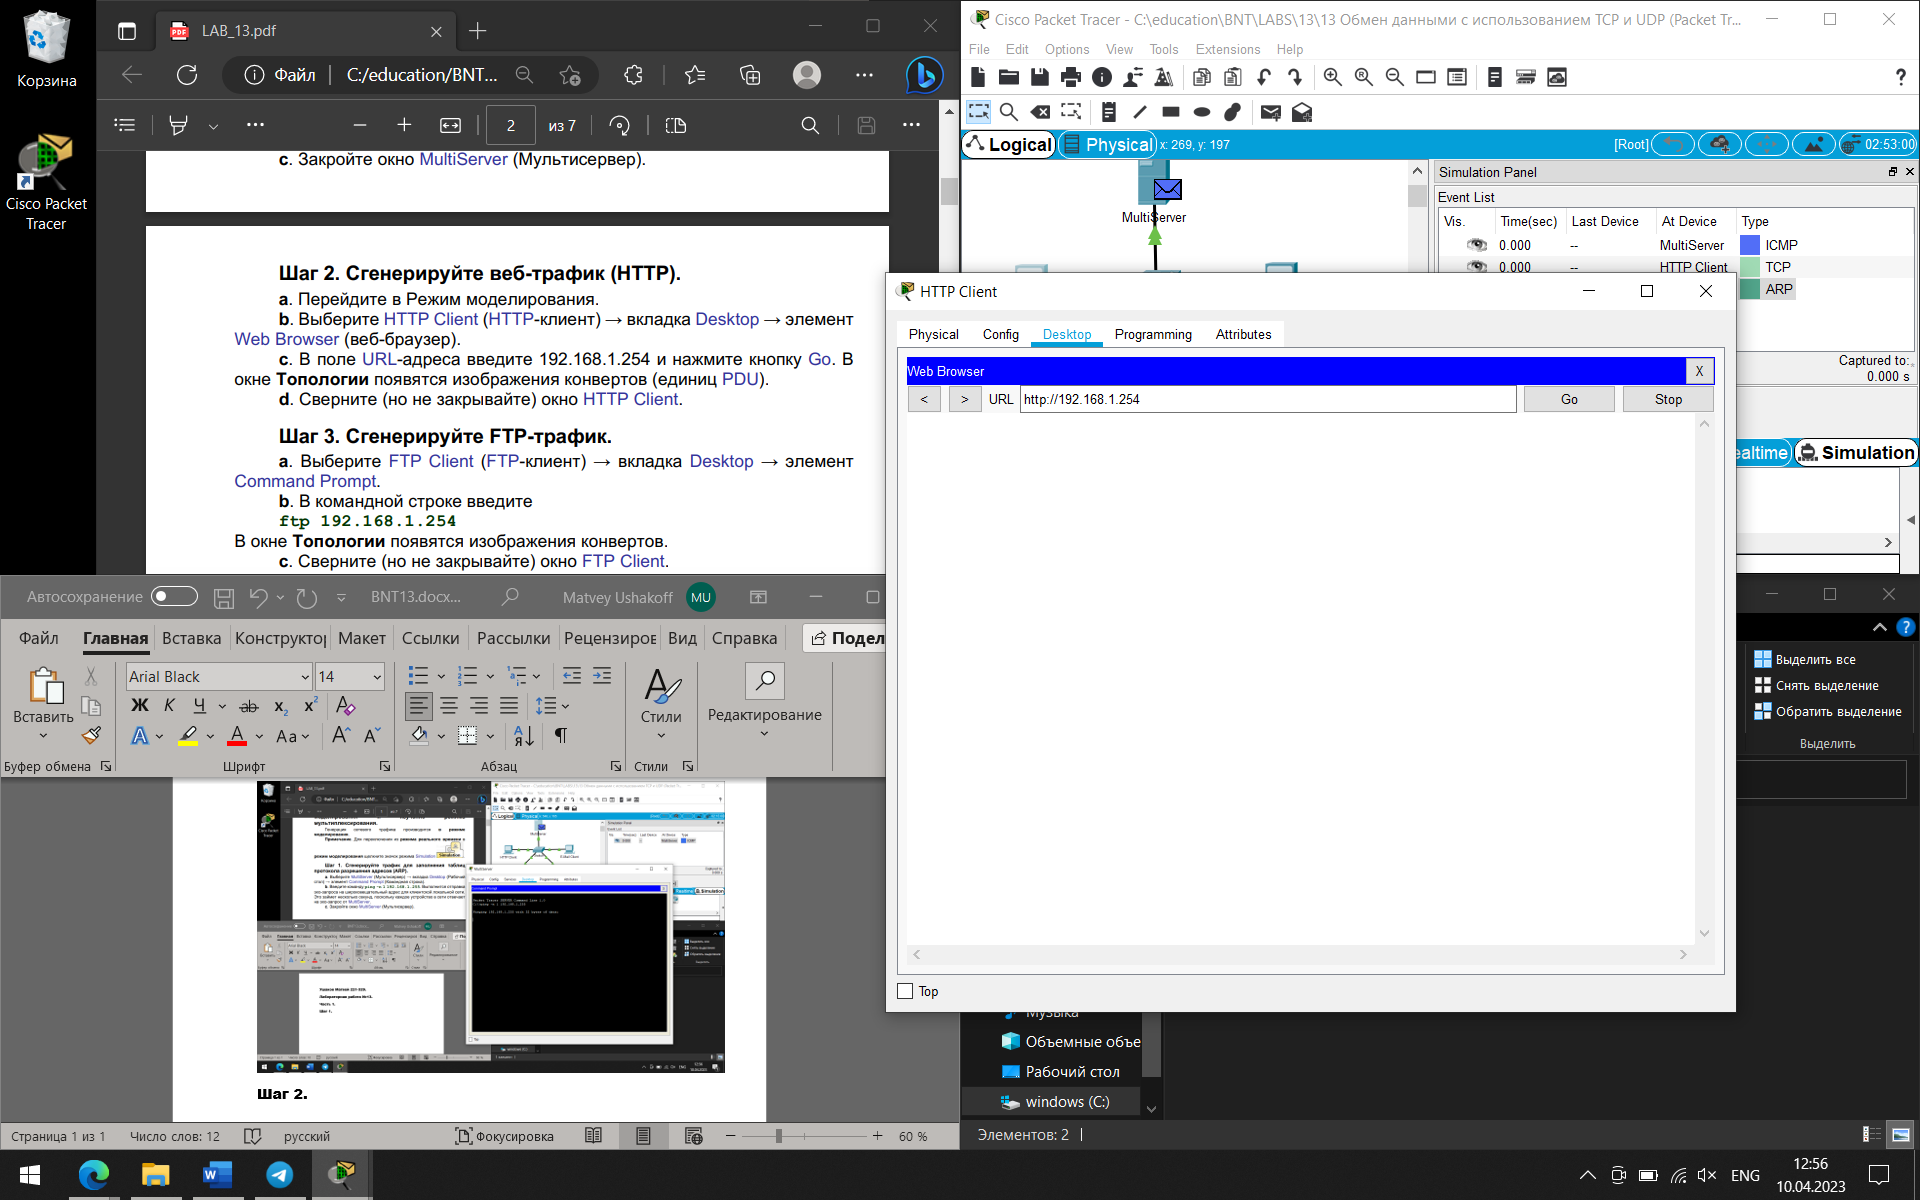 Корзина
Cisco Packet
Tracer
LAB_13.pdf
Файл
C:/education/BNT...
2
из 7
c. Закройте окно MultiServer (Мультисервер).
Шаг 2. Сгенерируйте веб-трафик (HTTP).
a. Перейдите в Режим моделирования.
b. Выберите HTTP Client (HTTP-клиент) → вкладка Desktop → элемент
Web Browser (веб-браузер).
c. В поле URL-адреса введите 192.168.1.254 и нажмите кнопку Go. В
окне Топологии появятся изображения конвертов (единиц PDU).
d. Сверните (но не закрывайте) окно HTTP Client.
Шаг 3. Сгенерируйте FTP-трафик.
a. Выберите FTP Client (FTP-клиент) → вкладка Desktop → элемент
Command Prompt.
b. В командной строке введите
ftp 192.168.1.254
В окне Топологии появятся изображения конвертов.
c. Сверните (но не закрывайте) окно FTP Client.
Cisco Packet Tracer - C:\education\BNT\LABS\13\13 Обмен данными с использованием TCP и UDP (Packet Tr...
File Edit Options View Tools Extensions Help
?
Logical
Physical
x: 269, y: 197
[Root]
02:53:00
MultiServer
Simulation Panel
Event List
Vis. Time(sec) Last Device At Device Type
0.000 -- MultiServer ICMP
0.000 -- HTTP Client TCP
ARP
Captured to:
0.000 s
ealtime
Simulation
HTTP Client
Physical Config Desktop Programming Attributes
Web Browser
X
< > URL http://192.168.1.254 Go Stop
Top
Автосохранение
BNT13.docx...
Matvey Ushakoff
MU
Файл Главная Вставка Конструктор Макет Ссылки Рассылки Рецензиров Вид Справка
Подел
Вставить
Буфер обмена
Arial Black
14
Ж К Ч ab x₂ x²
А А Aa А А
Шрифт
Абзац
Стили
Стили
Редактирование
Шаг 2.
Страница 1 из 1
Число слов: 12
русский
Фокусировка
60 %
Выделить все
Снять выделение
Обратить выделение
Выделить
Музыка
Объемные объе
Рабочий стол
windows (C:)
Элементов: 2
ENG
12:56
10.04.2023